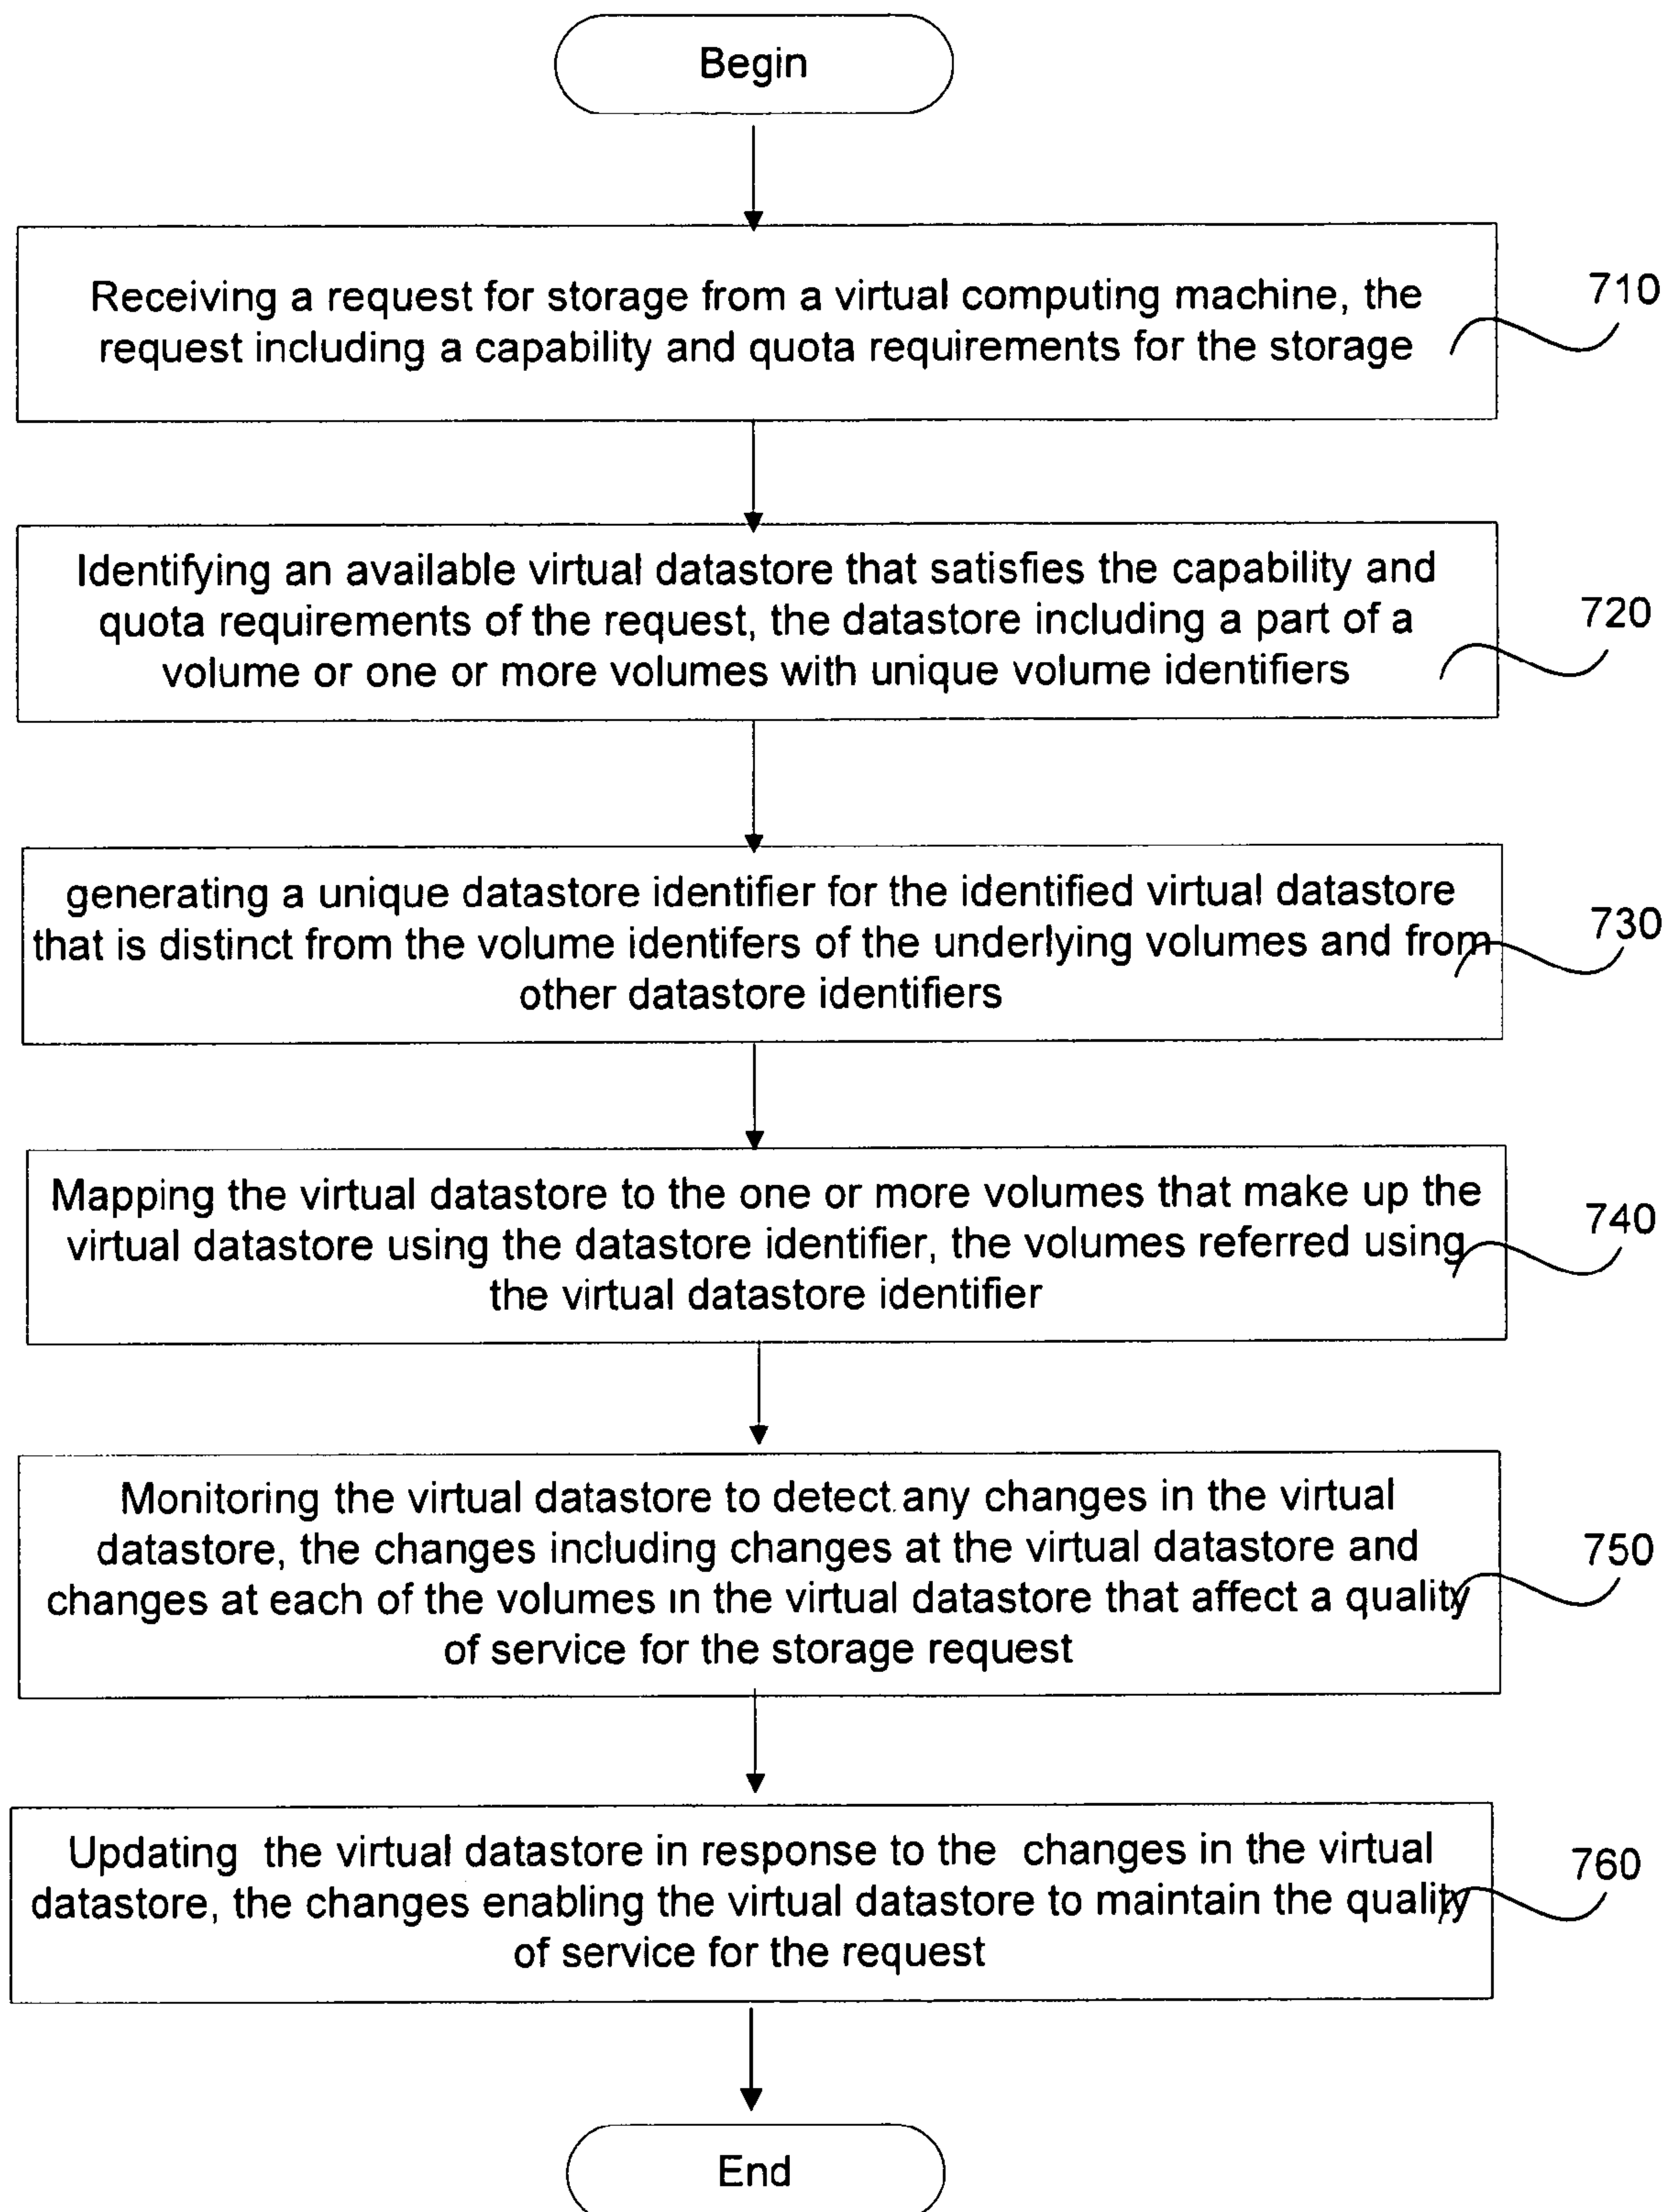 Begin
Receiving a request for storage from a virtual computing machine, the
request including a capability and quota requirements for the storage
710
Identifying an available virtual datastore that satisfies the capability and
quota requirements of the request, the datastore including a part of a
volume or one or more volumes with unique volume identifiers
720
generating a unique datastore identifier for the identified virtual datastore
that is distinct from the volume identifers of the underlying volumes and from
other datastore identifiers
730
Mapping the virtual datastore to the one or more volumes that make up the
virtual datastore using the datastore identifier, the volumes referred using
the virtual datastore identifier
740
Monitoring the virtual datastore to detect any changes in the virtual
datastore, the changes including changes at the virtual datastore and
changes at each of the volumes in the virtual datastore that affect a quality
of service for the storage request
750
Updating the virtual datastore in response to the changes in the virtual
datastore, the changes enabling the virtual datastore to maintain the quality
of service for the request
760
End